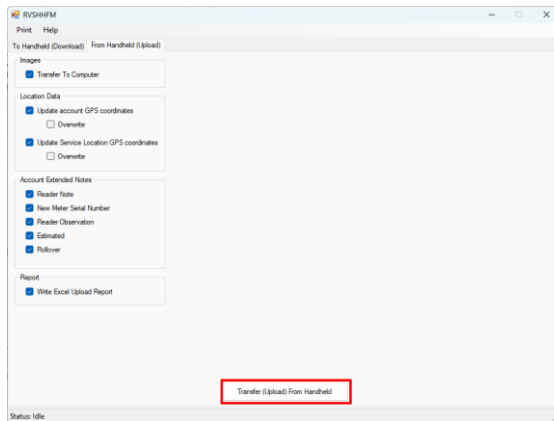 RVSHHFM
Print Help
To Handheld (Download) From Handheld (Upload)
Images
Transfer To Computer
Location Data
Update account GPS coordinates
Overwrite
Update Service Location GPS coordinates
Overwrite
Account Extended Notes
Reader Note
New Meter Serial Number
Reader Observation
Estimated
Rollover
Report
Write Excel Upload Report
Transfer (Upload) From Handheld
Status: Idle